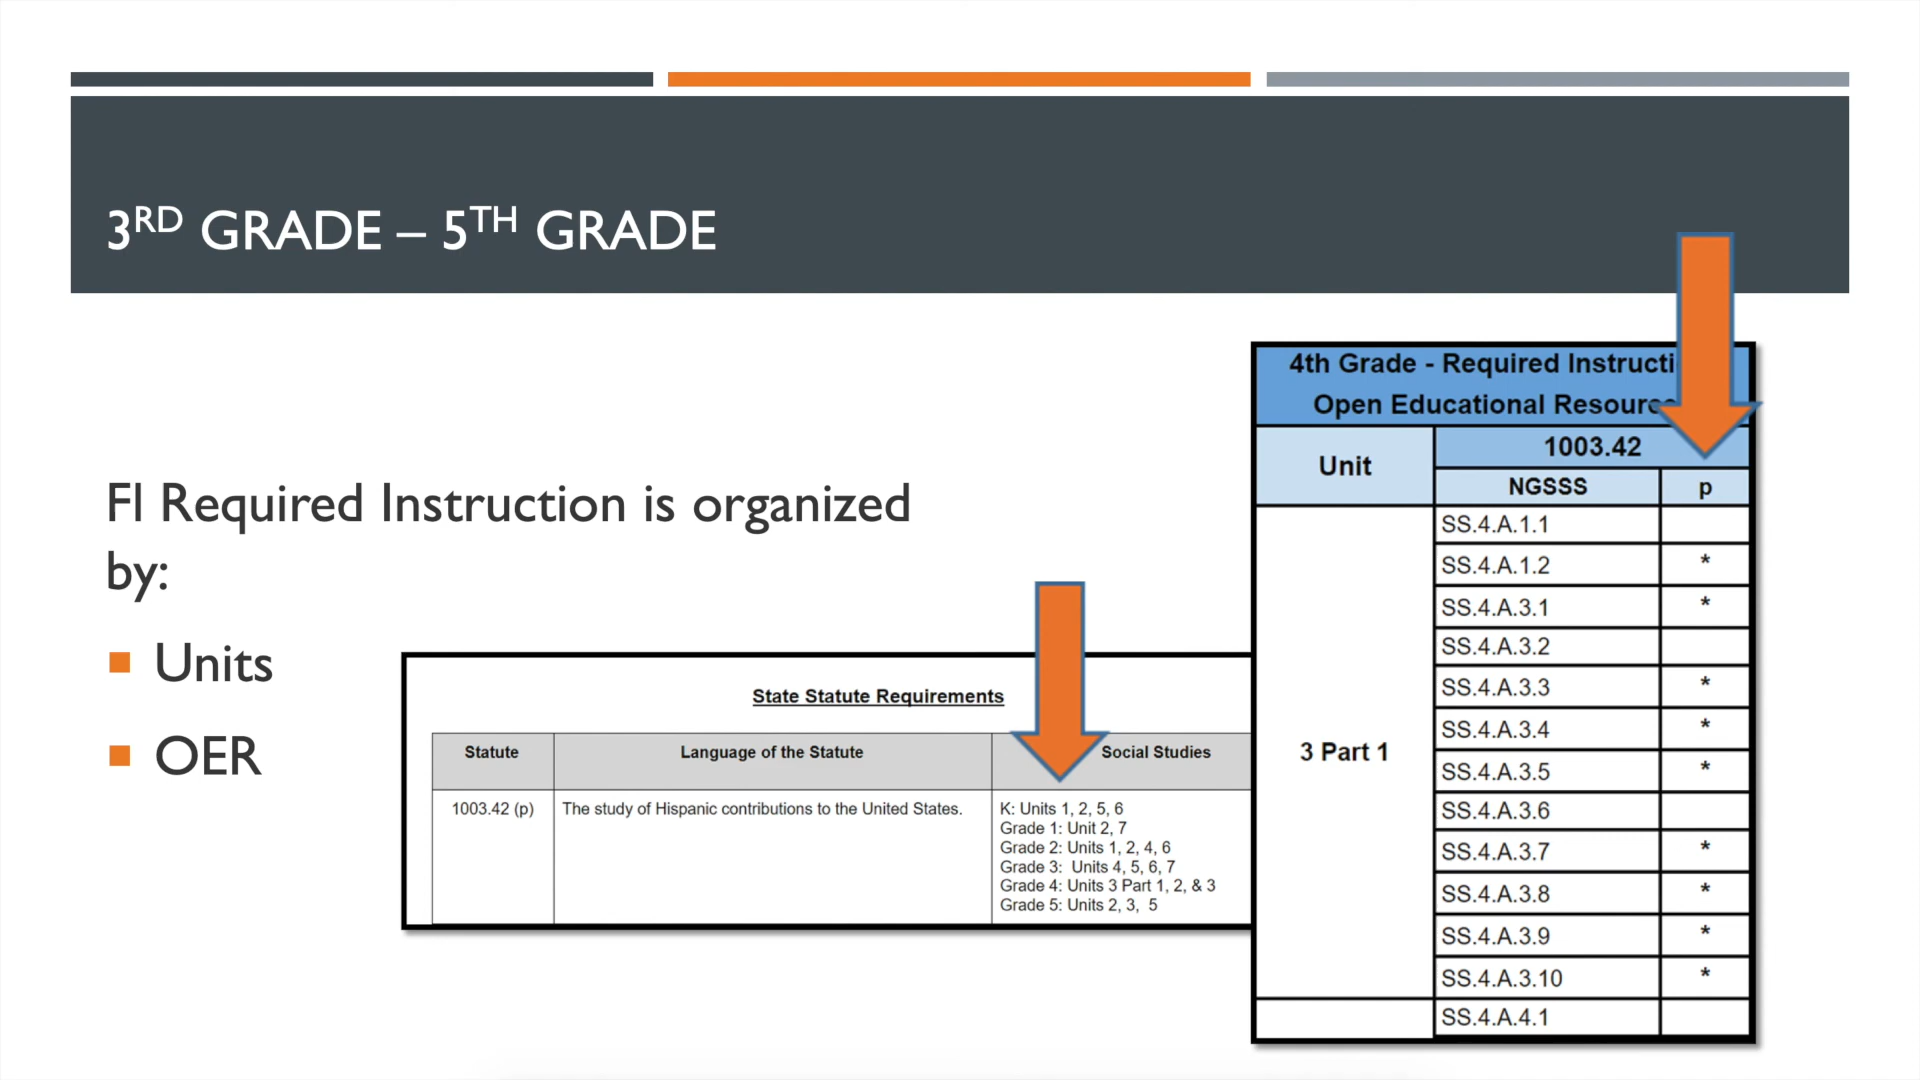 3RD GRADE – 5TH GRADE
Fl Required Instruction is organized
by:
Units
OER
State Statute Requirements
Statute Language of the Statute Social Studies
1003.42 (p) The study of Hispanic contributions to the United States. K: Units 1, 2, 5, 6
Grade 1: Unit 2, 7
Grade 2: Units 1, 2, 4, 6
Grade 3: Units 4, 5, 6, 7
Grade 4: Units 3 Part 1, 2, & 3
Grade 5: Units 2, 3, 5
4th Grade - Required Instructi
Open Educational Resourc
Unit 1003.42
NGSSS p
3 Part 1
SS.4.A.1.1
SS.4.A.1.2 *
SS.4.A.3.1 *
SS.4.A.3.2
SS.4.A.3.3 *
SS.4.A.3.4 *
SS.4.A.3.5 *
SS.4.A.3.6
SS.4.A.3.7 *
SS.4.A.3.8 *
SS.4.A.3.9 *
SS.4.A.3.10 *
SS.4.A.4.1